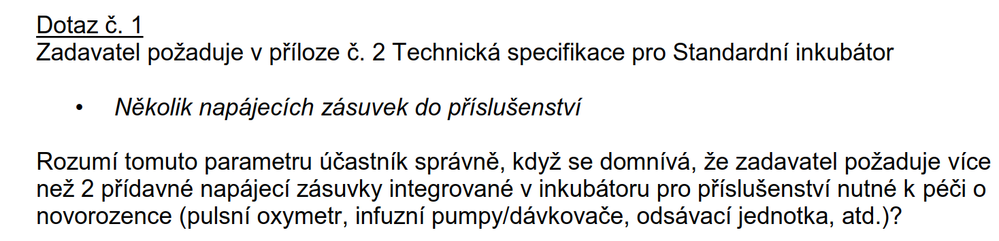 Dotaz č. 1
Zadavatel požaduje v příloze č. 2 Technická specifikace pro Standardní inkubátor
• Několik napájecích zásuvek do příslušenství
Rozumí tomuto parametru účastník správně, když se domnívá, že zadavatel požaduje více
než 2 přídavné napájecí zásuvky integrované v inkubátoru pro příslušenství nutné k péči o
novorozence (pulsní oxymetr, infuzní pumpy/dávkovače, odsávací jednotka, atd.)?